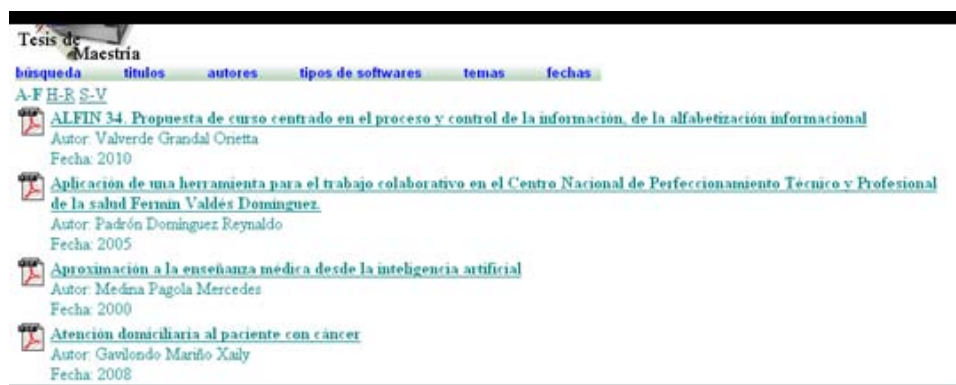 Tesis de
Maestría
búsqueda titulos autores tipos de softwares temas fechas
A-F H-R S-V
ALFIN 34. Propuesta de curso centrado en el proceso y control de la información, de la alfabetización informacional
Autor: Valverde Grandal Orietta
Fecha: 2010
Aplicación de una herramienta para el trabajo colaborativo en el Centro Nacional de Perfeccionamiento Técnico y Profesional
de la salud Fermín Valdés Domínguez.
Autor: Padrón Domínguez Reynaldo
Fecha: 2005
Aproximación a la enseñanza médica desde la inteligencia artificial
Autor: Medina Pagola Mercedes
Fecha: 2000
Atención domiciliaria al paciente con cáncer
Autor: Gavilondo Mariño Xaily
Fecha: 2008